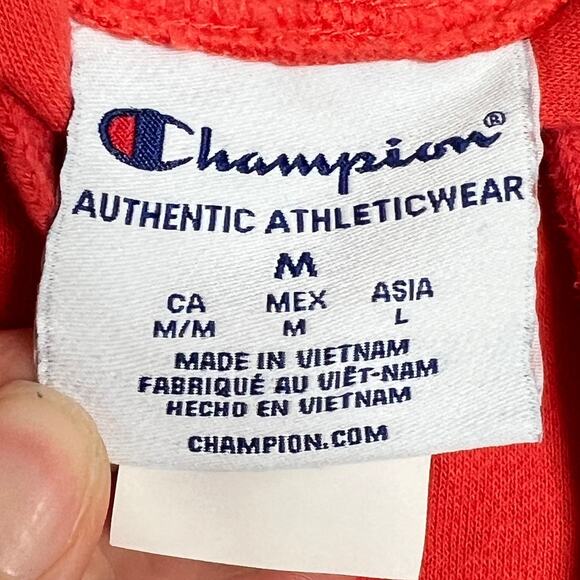 Champion®
AUTHENTIC ATHLETICWEAR
M
CA MEX ASIA
M/M M L
MADE IN VIETNAM
FABRIQUÉ AU VIÊT-NAM
HECHO EN VIETNAM
CHAMPION.COM